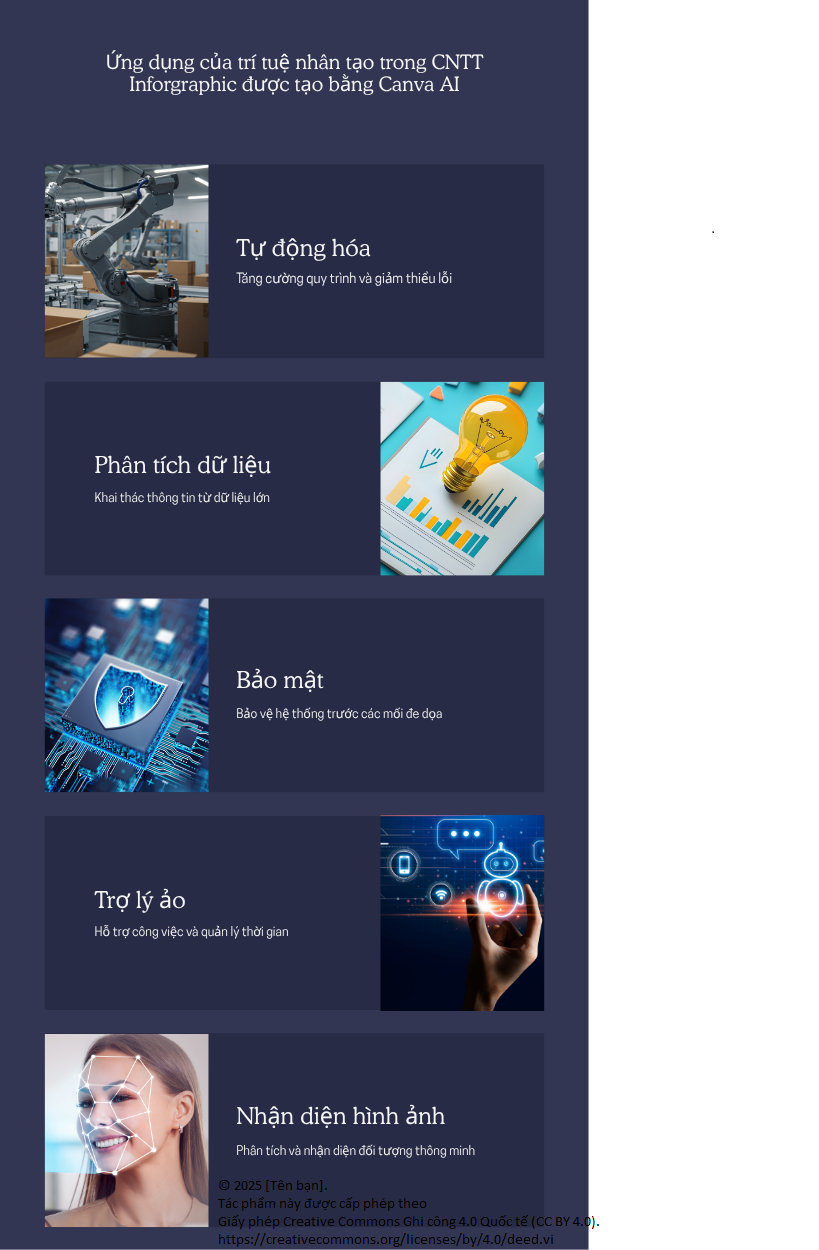 Ứng dụng của trí tuệ nhân tạo trong CNTT
Inforgraphic được tạo bằng Canva AI
Tự động hóa
Tăng cường quy trình và giảm thiểu lỗi
Phân tích dữ liệu
Khai thác thông tin từ dữ liệu lớn
Bảo mật
Bảo vệ hệ thống trước các mối đe dọa
Trợ lý ảo
Hỗ trợ công việc và quản lý thời gian
Nhận diện hình ảnh
Phân tích và nhận diện đối tượng thông minh
© 2025 [Tên bạn].
Tác phẩm này được cấp phép theo
Giấy phép Creative Commons Ghi công 4.0 Quốc tế (CC BY 4.0).
https://creativecommons.org/licenses/by/4.0/deed.vi